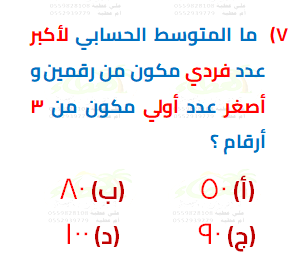 ٧) ما المتوسط الحسابي لأكبر
عدد فردي مكون من رقمين و
أصغر عدد أولي مكون من ٣
أرقام ؟
(أ) ٥٠ (ب) ٨٠
(ج) ٩٠ (د) ١٠٠